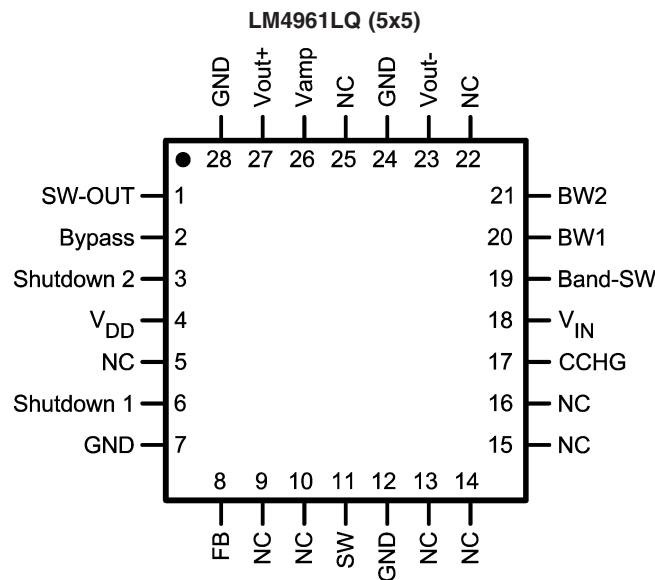 LM4961LQ (5x5)
GND Vout+ Vamp NC GND Vout- NC
28 27 26 25 24 23 22
SW-OUT 1 21 BW2
Bypass 2 20 BW1
Shutdown 2 3 19 Band-SW
VDD 4 18 VIN
NC 5 17 CCHG
Shutdown 1 6 16 NC
GND 7 15 NC
8 9 10 11 12 13 14
FB NC NC SW GND NC NC